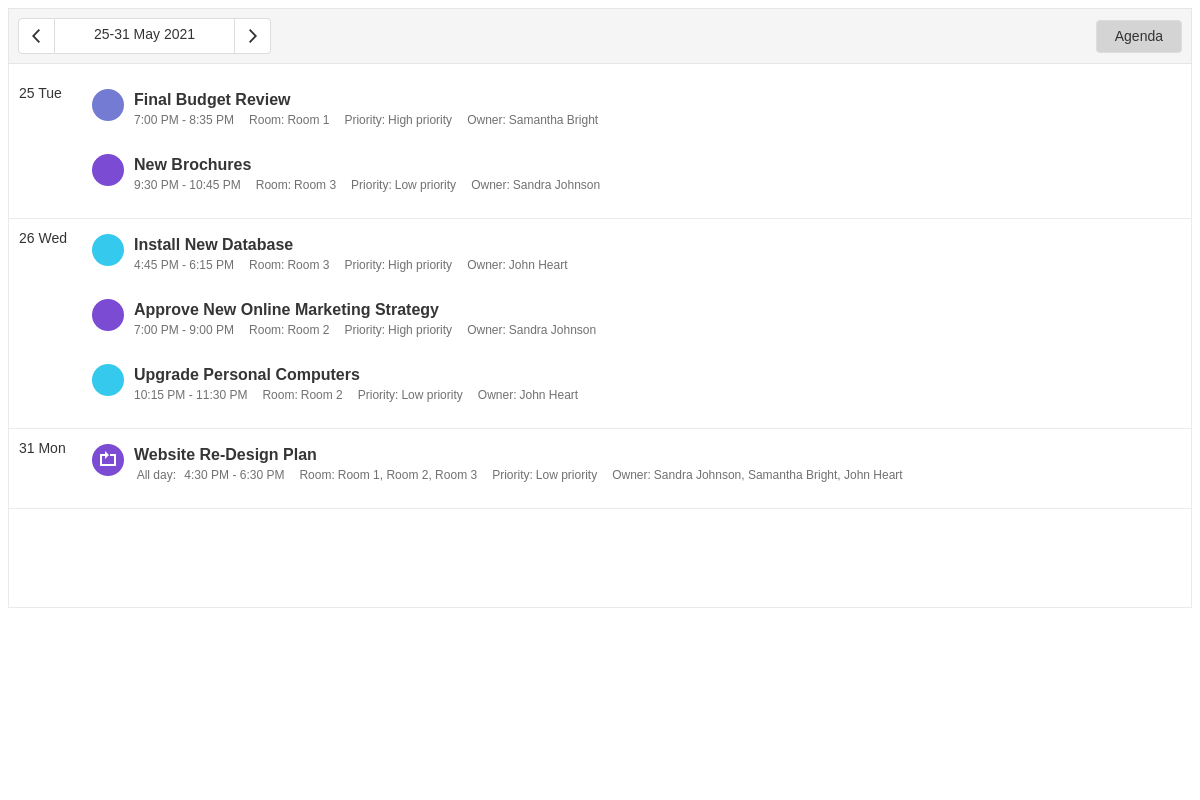 25-31 May 2021
Agenda
25 Tue
Final Budget Review
7:00 PM - 8:35 PM Room: Room 1 Priority: High priority Owner: Samantha Bright
New Brochures
9:30 PM - 10:45 PM Room: Room 3 Priority: Low priority Owner: Sandra Johnson
26 Wed
Install New Database
4:45 PM - 6:15 PM Room: Room 3 Priority: High priority Owner: John Heart
Approve New Online Marketing Strategy
7:00 PM - 9:00 PM Room: Room 2 Priority: High priority Owner: Sandra Johnson
Upgrade Personal Computers
10:15 PM - 11:30 PM Room: Room 2 Priority: Low priority Owner: John Heart
31 Mon
Website Re-Design Plan
All day: 4:30 PM - 6:30 PM Room: Room 1, Room 2, Room 3 Priority: Low priority Owner: Sandra Johnson, Samantha Bright, John Heart